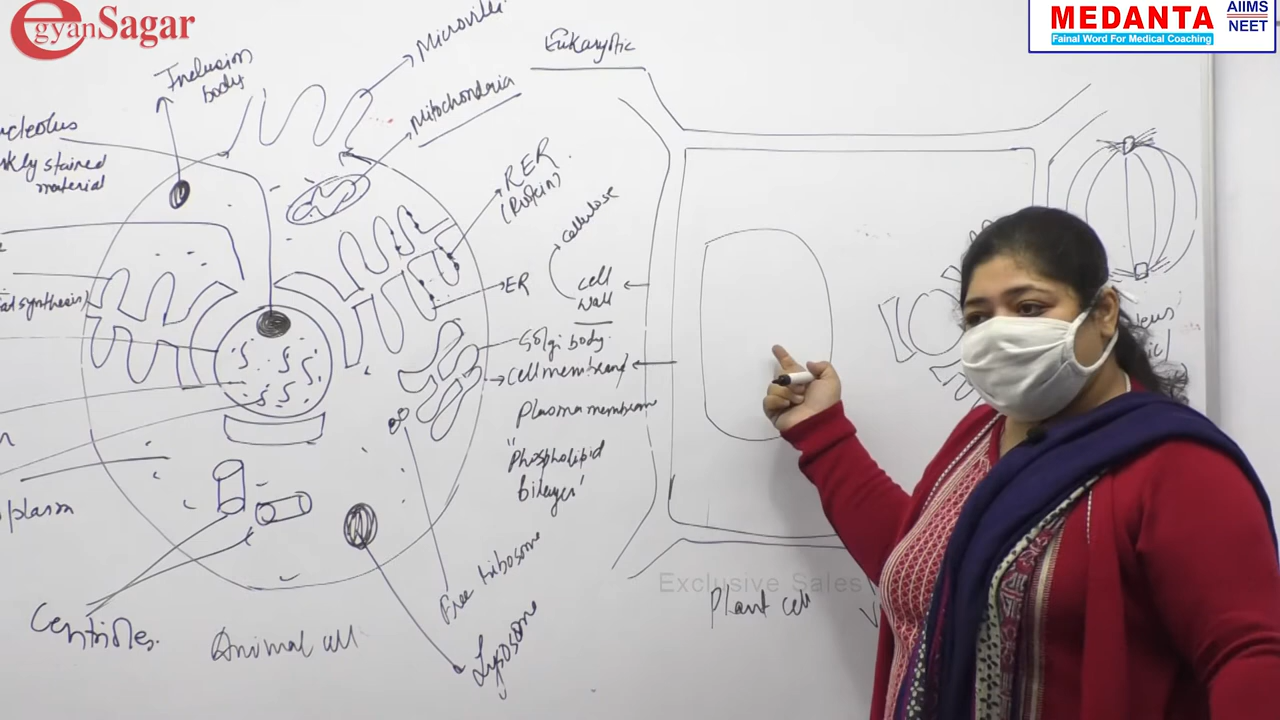 egyanSagar
MEDANTA
Fainal Word For Medical Coaching
AIIMS
NEET
Eukaryotic
Microvilli
Inclusion
body
Mitochondria
stained
material
RER
(Protein)
cellulose
ER
cell
wall
Golgi body
Cell membrane/
plasma membrane
"Phospholipid
bilayer"
plasm
Free ribosome
Lysosome
Centrioles
Animal cell
Plant cell
Exclusive Sales